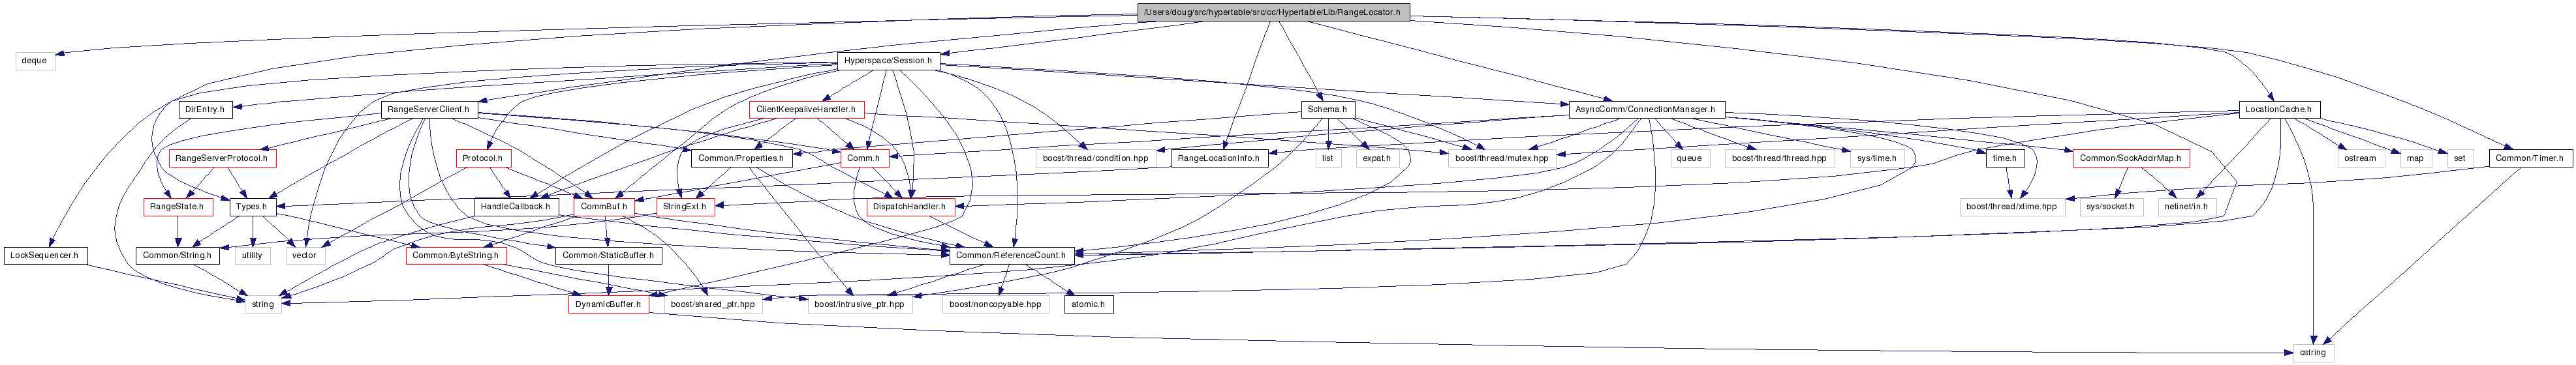 /Users/doug/src/hypertable/src/cc/Hypertable/Lib/RangeLocator.h
deque
Hyperspace/Session.h
DirEntry.h
RangeServerClient.h
ClientKeepaliveHandler.h
Schema.h
AsyncComm/ConnectionManager.h
LocationCache.h
RangeServerProtocol.h
Protocol.h
Common/Properties.h
Comm.h
boost/thread/condition.hpp
RangeLocationInfo.h
list
expat.h
boost/thread/mutex.hpp
queue
boost/thread/thread.hpp
sys/time.h
time.h
Common/SockAddrMap.h
ostream
map
set
Common/Timer.h
RangeState.h
Types.h
HandleCallback.h
CommBuf.h
StringExt.h
DispatchHandler.h
boost/thread/xtime.hpp
sys/socket.h
netinet/in.h
LockSequencer.h
Common/String.h
utility
vector
Common/ByteString.h
Common/StaticBuffer.h
Common/ReferenceCount.h
string
DynamicBuffer.h
boost/shared_ptr.hpp
boost/intrusive_ptr.hpp
boost/noncopyable.hpp
atomic.h
cstring